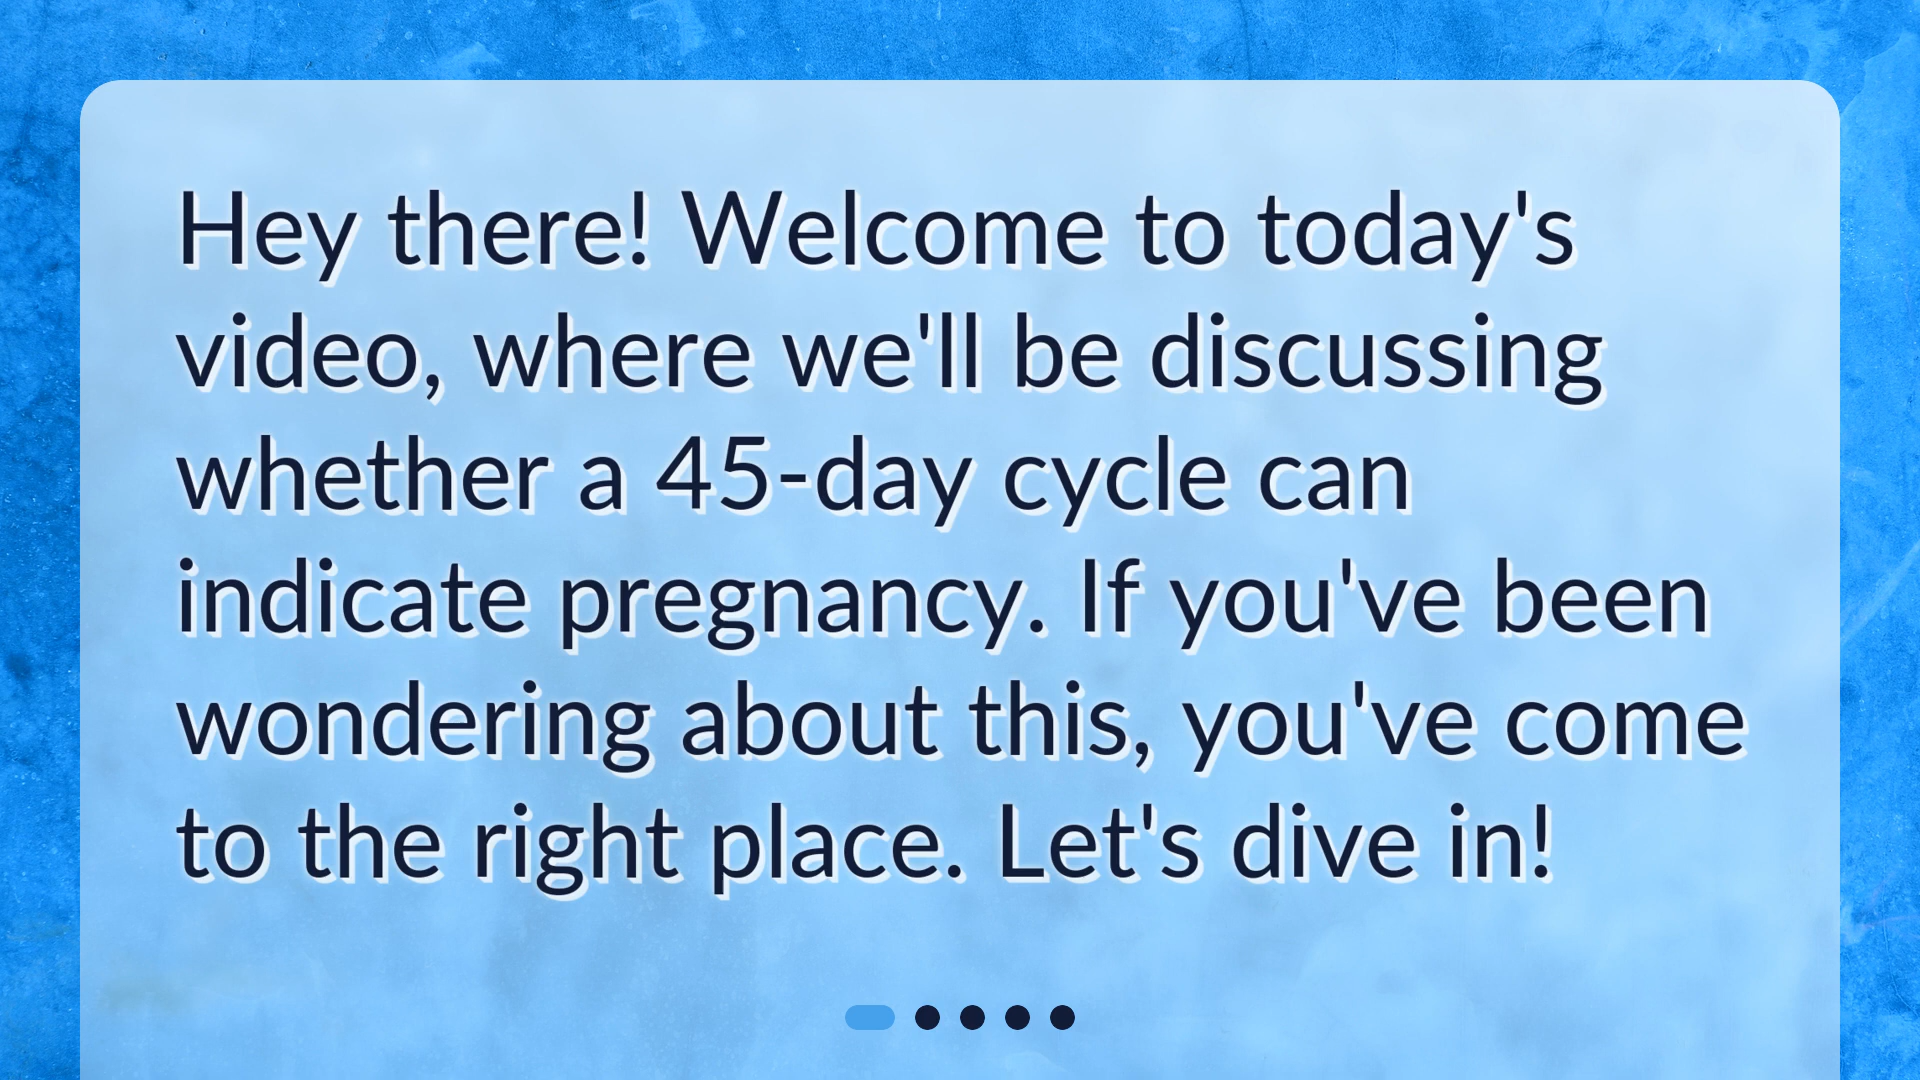 Hey there! Welcome to today's
video, where we'll be discussing
whether a 45-day cycle can
indicate pregnancy. If you've been
wondering about this, you've come
to the right place. Let's dive in!